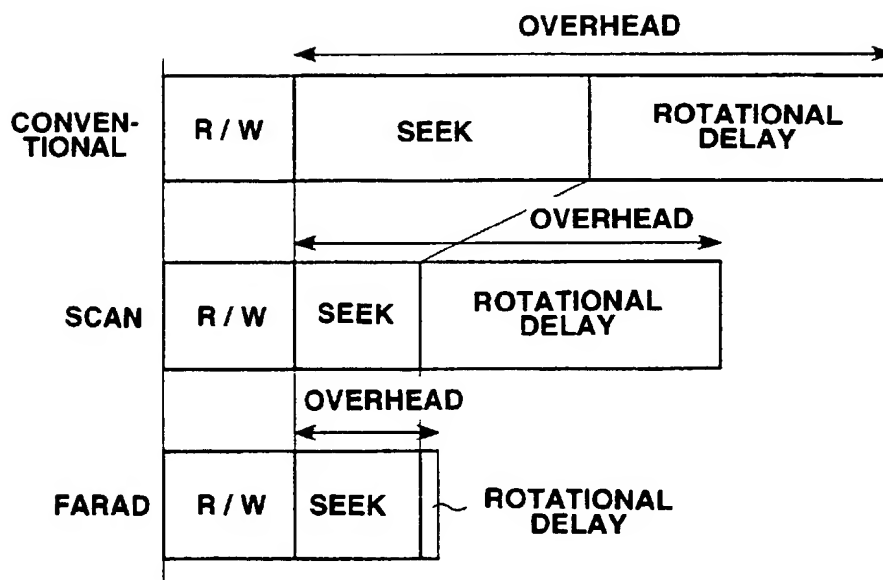 OVERHEAD
CONVEN-
TIONAL
R / W
SEEK
ROTATIONAL
DELAY
OVERHEAD
SCAN
R / W
SEEK
ROTATIONAL
DELAY
OVERHEAD
FARAD
R / W
SEEK
ROTATIONAL
DELAY